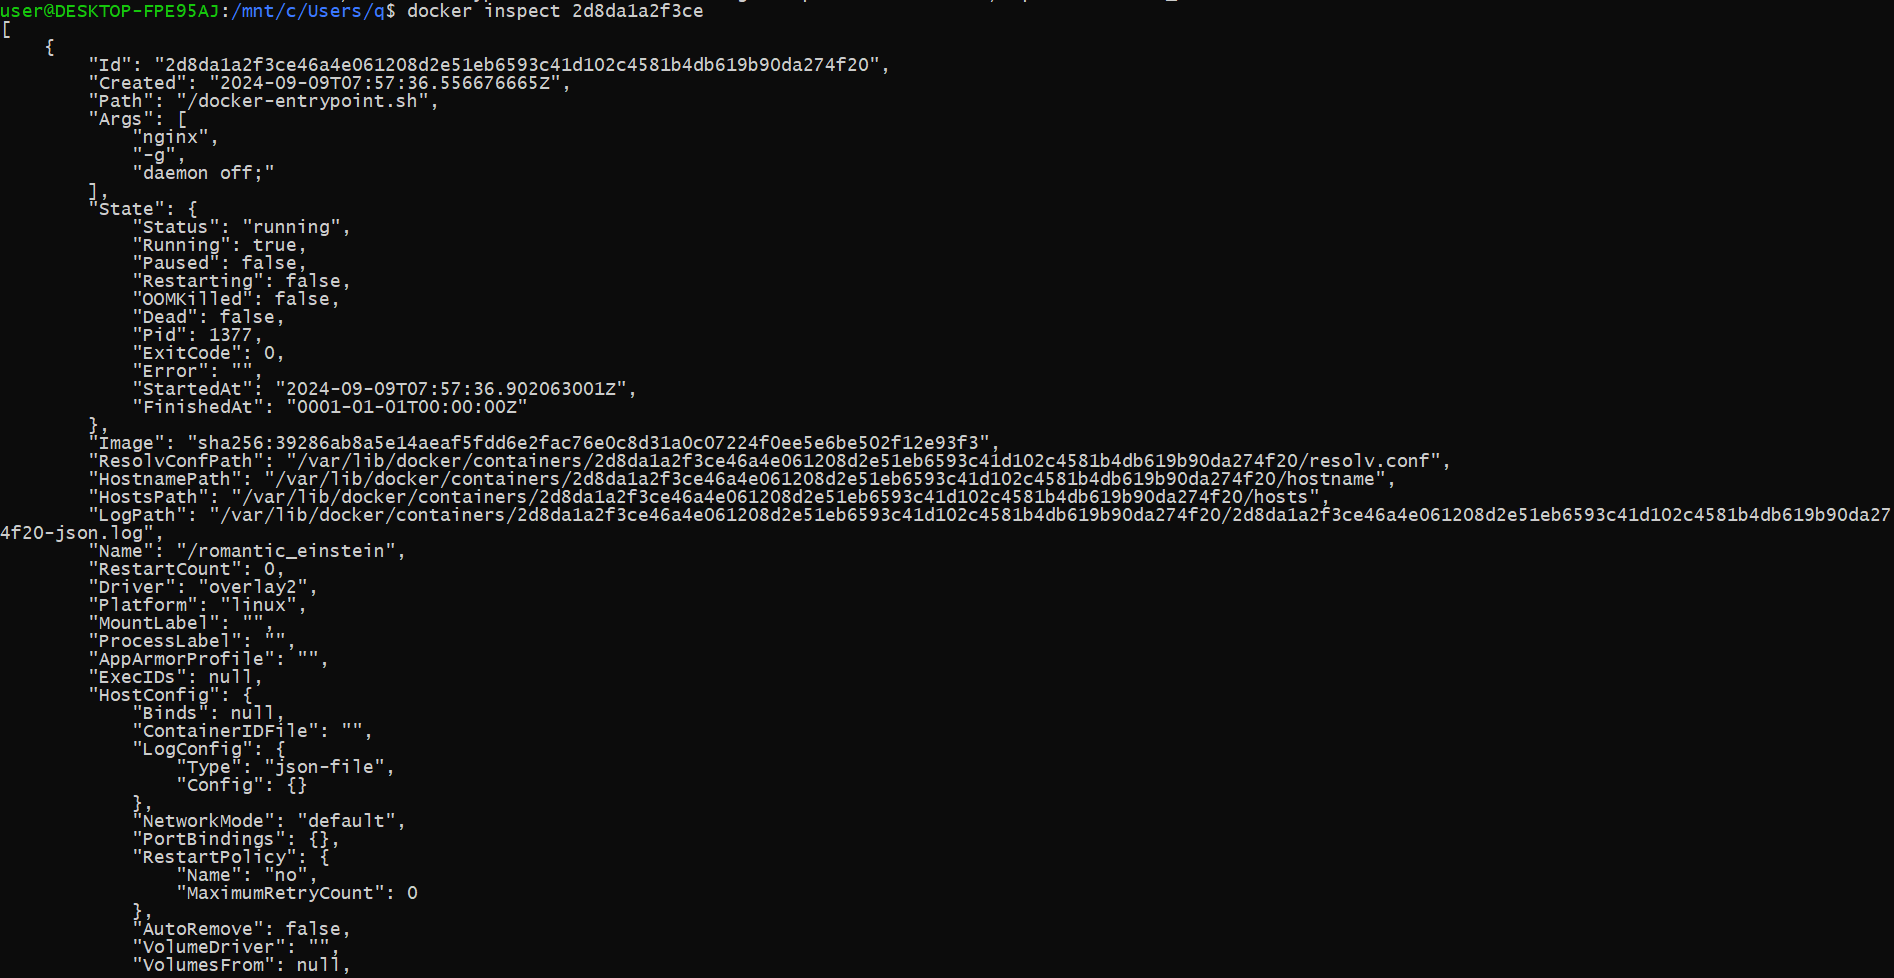 user@DESKTOP-FPE95AJ:/mnt/c/Users/q$ docker inspect 2d8da1a2f3ce
[
    {
        "Id": "2d8da1a2f3ce46a4e061208d2e51eb6593c41d102c4581b4db619b90da274f20",
        "Created": "2024-09-09T07:57:36.556676665Z",
        "Path": "/docker-entrypoint.sh",
        "Args": [
            "nginx",
            "-g",
            "daemon off;"
        ],
        "State": {
            "Status": "running",
            "Running": true,
            "Paused": false,
            "Restarting": false,
            "OOMKilled": false,
            "Dead": false,
            "Pid": 1377,
            "ExitCode": 0,
            "Error": "",
            "StartedAt": "2024-09-09T07:57:36.902063001Z",
            "FinishedAt": "0001-01-01T00:00:00Z"
        },
        "Image": "sha256:39286ab8a5e14aeaf5fdd6e2fac76e0c8d31a0c07224f0ee5e6be502f12e93f3",
        "ResolvConfPath": "/var/lib/docker/containers/2d8da1a2f3ce46a4e061208d2e51eb6593c41d102c4581b4db619b90da274f20/resolv.conf",
        "HostnamePath": "/var/lib/docker/containers/2d8da1a2f3ce46a4e061208d2e51eb6593c41d102c4581b4db619b90da274f20/hostname",
        "HostsPath": "/var/lib/docker/containers/2d8da1a2f3ce46a4e061208d2e51eb6593c41d102c4581b4db619b90da274f20/hosts",
        "LogPath": "/var/lib/docker/containers/2d8da1a2f3ce46a4e061208d2e51eb6593c41d102c4581b4db619b90da274f20/2d8da1a2f3ce46a4e061208d2e51eb6593c41d102c4581b4db619b90da27
4f20-json.log",
        "Name": "/romantic_einstein",
        "RestartCount": 0,
        "Driver": "overlay2",
        "Platform": "linux",
        "MountLabel": "",
        "ProcessLabel": "",
        "AppArmorProfile": "",
        "ExecIDs": null,
        "HostConfig": {
            "Binds": null,
            "ContainerIDFile": "",
            "LogConfig": {
                "Type": "json-file",
                "Config": {}
            },
            "NetworkMode": "default",
            "PortBindings": {},
            "RestartPolicy": {
                "Name": "no",
                "MaximumRetryCount": 0
            },
            "AutoRemove": false,
            "VolumeDriver": "",
            "VolumesFrom": null,